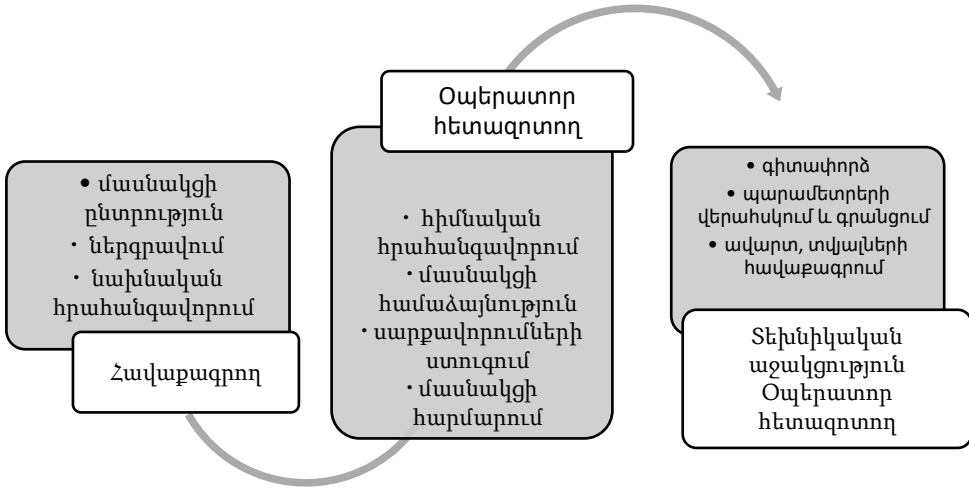 • մասնակցի
ընտրություն
· ներգրավում
· նախնական
հրահանգավորում
Հավաքագրող
Օպերատոր
հետազոտող
· հիմնական
հրահանգավորում
· մասնակցի
համաձայնություն
· սարքավորումների
ստուգում
· մասնակցի
հարմարում
• գիտափորձ
• պարամետրերի
վերահսկում և գրանցում
• ավարտ, տվյալների
հավաքագրում
Տեխնիկական
աջակցություն
Օպերատոր
հետազոտող